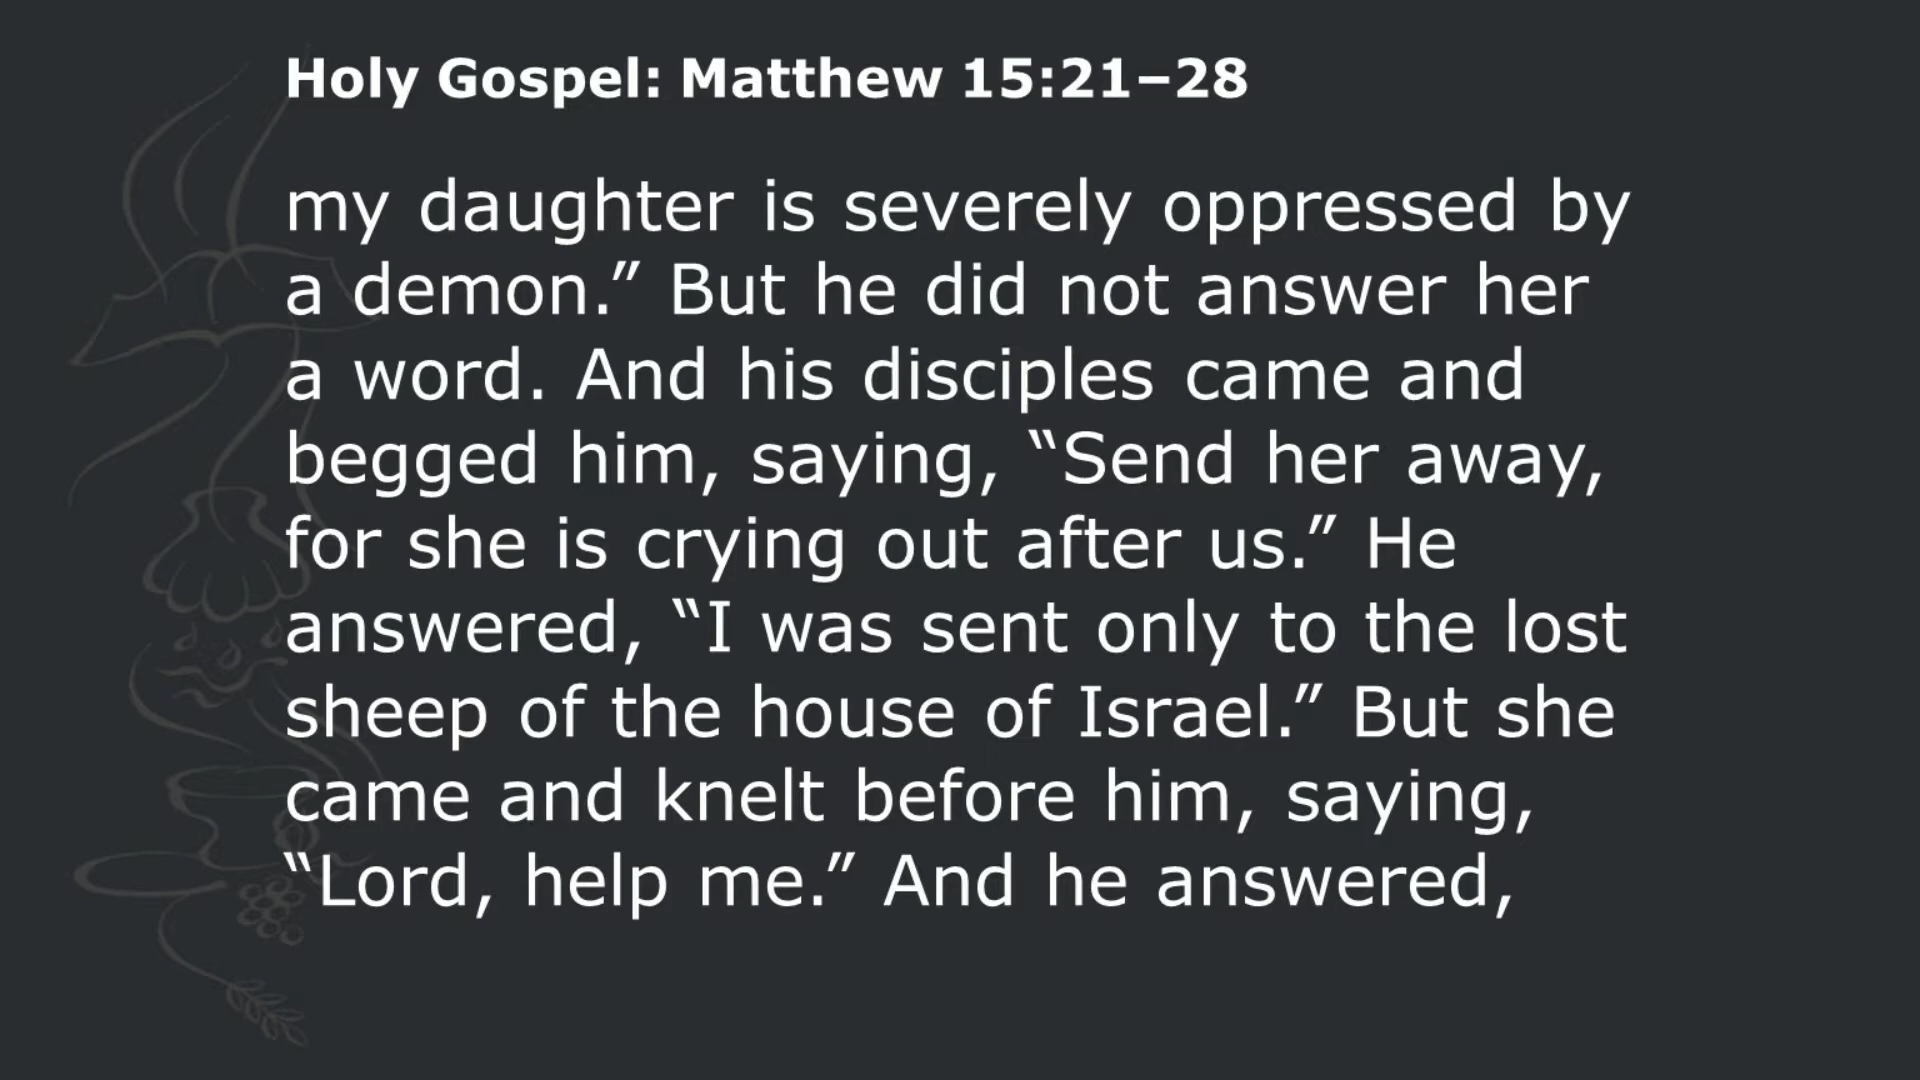 Holy Gospel: Matthew 15:21–28
my daughter is severely oppressed by
a demon.” But he did not answer her
a word. And his disciples came and
begged him, saying, “Send her away,
for she is crying out after us.” He
answered, “I was sent only to the lost
sheep of the house of Israel.” But she
came and knelt before him, saying,
“Lord, help me.” And he answered,